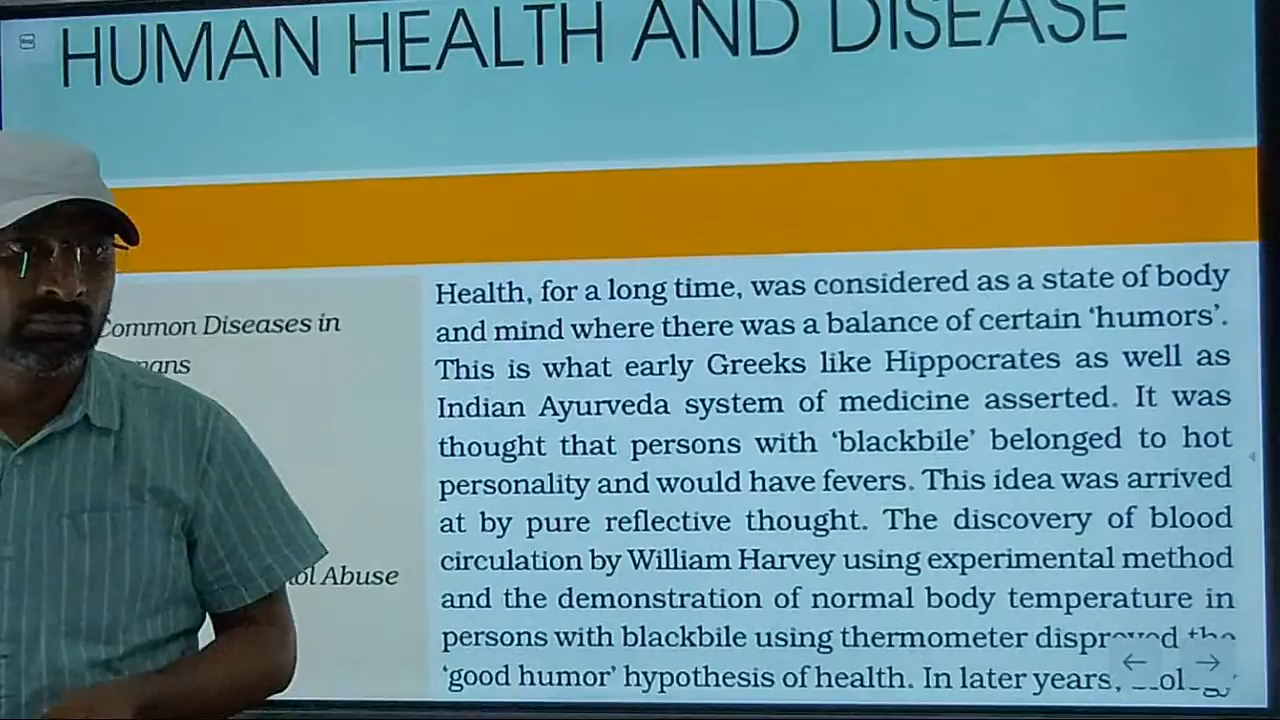 HUMAN HEALTH AND DISEASE
Common Diseases in
Abuse
Health, for a long time, was considered as a state of body
and mind where there was a balance of certain ‘humors’.
This is what early Greeks like Hippocrates as well as
Indian Ayurveda system of medicine asserted. It was
thought that persons with ‘blackbile’ belonged to hot
personality and would have fevers. This idea was arrived
at by pure reflective thought. The discovery of blood
circulation by William Harvey using experimental method
and the demonstration of normal body temperature in
persons with blackbile using thermometer disproved the
‘good humor’ hypothesis of health. In later years,